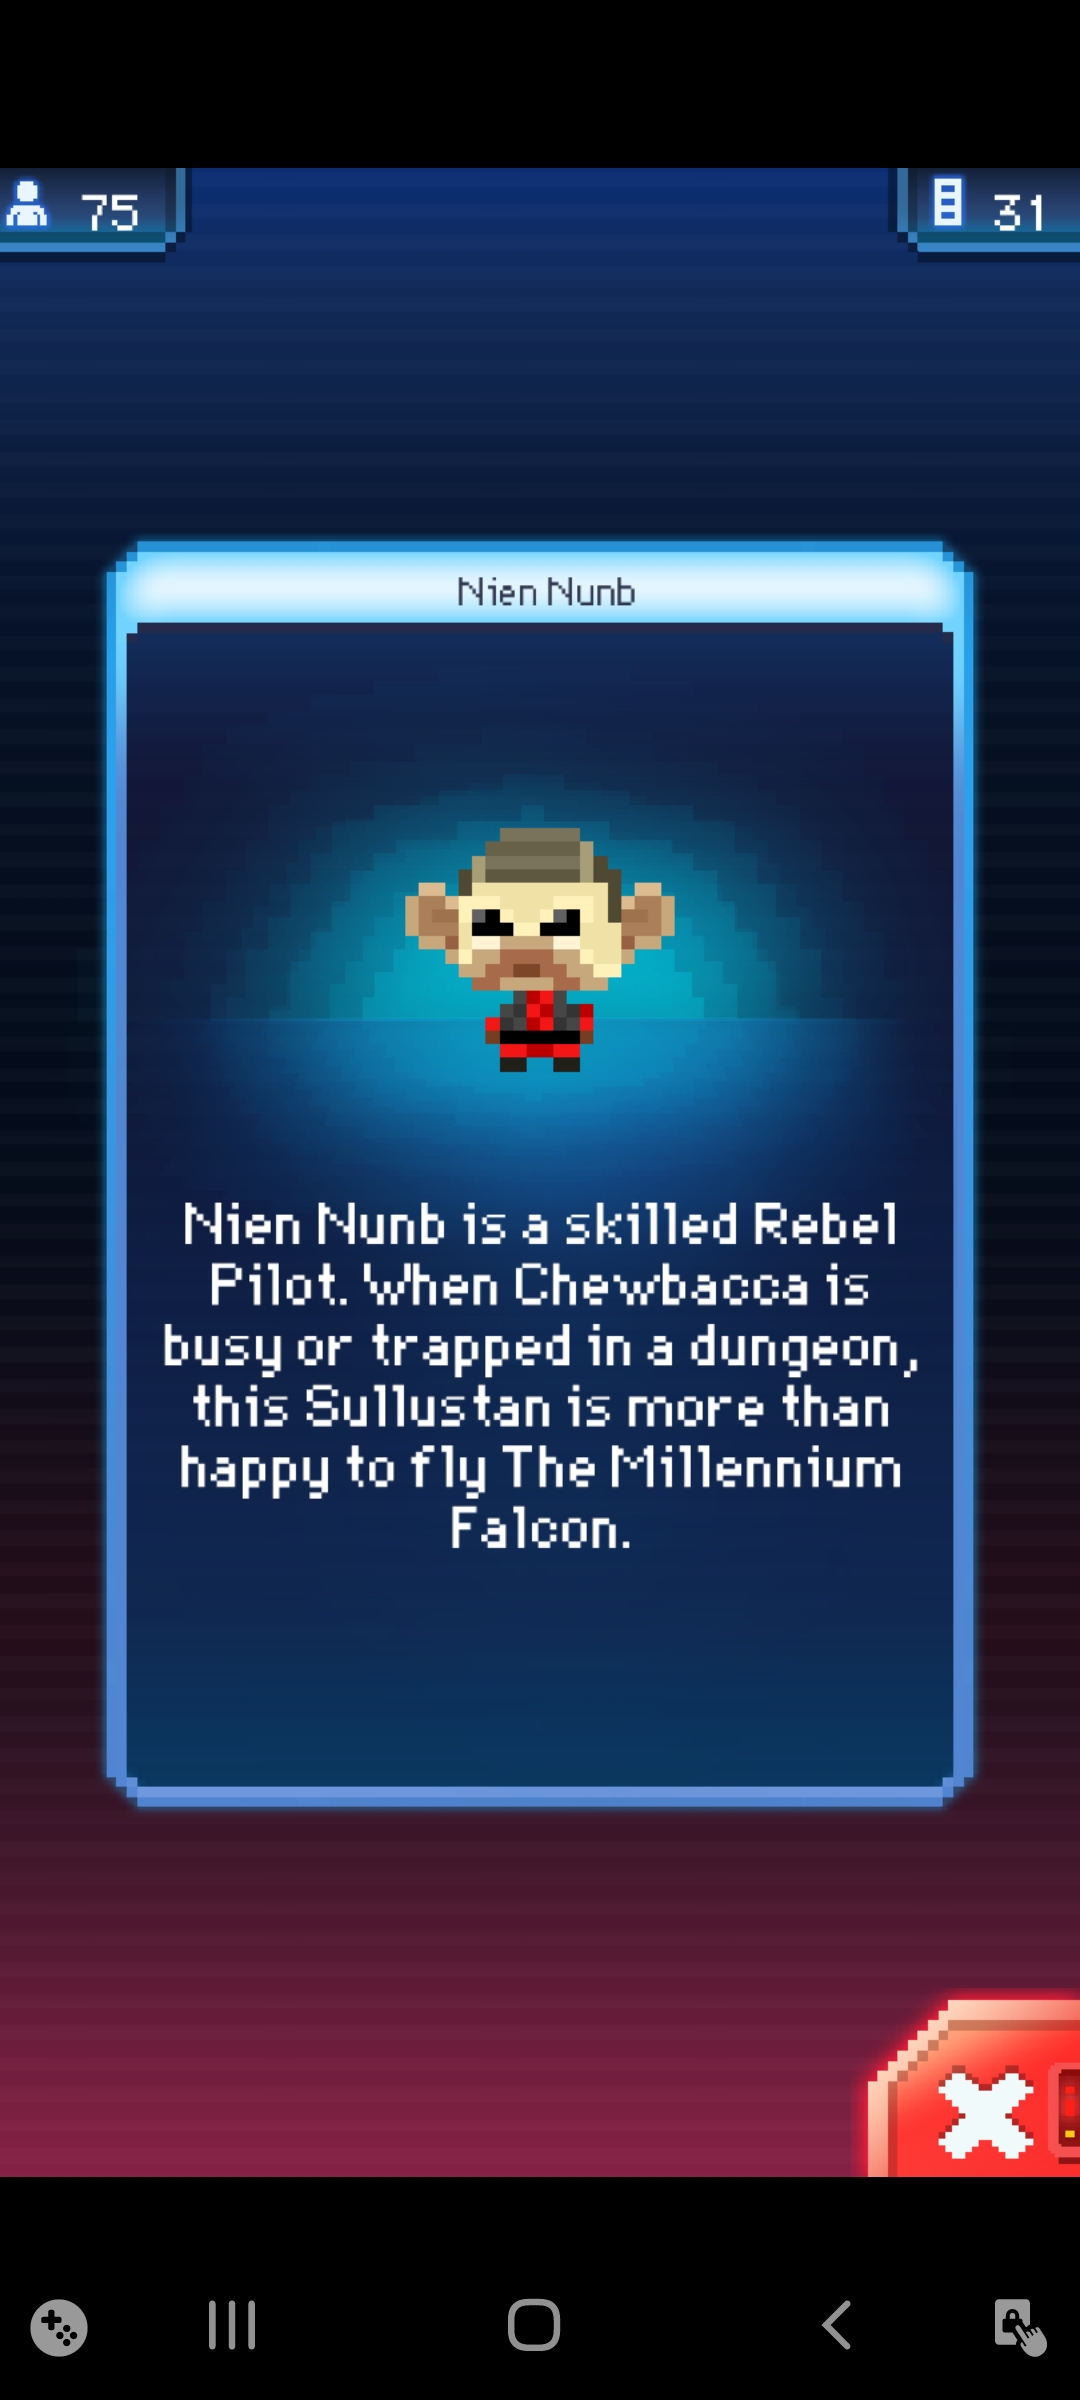 75
31
Nien Nunb
Nien Nunb is a skilled Rebel
Pilot. When Chewbacca is
busy or trapped in a dungeon,
this Sullustan is more than
happy to fly The Millennium
Falcon.